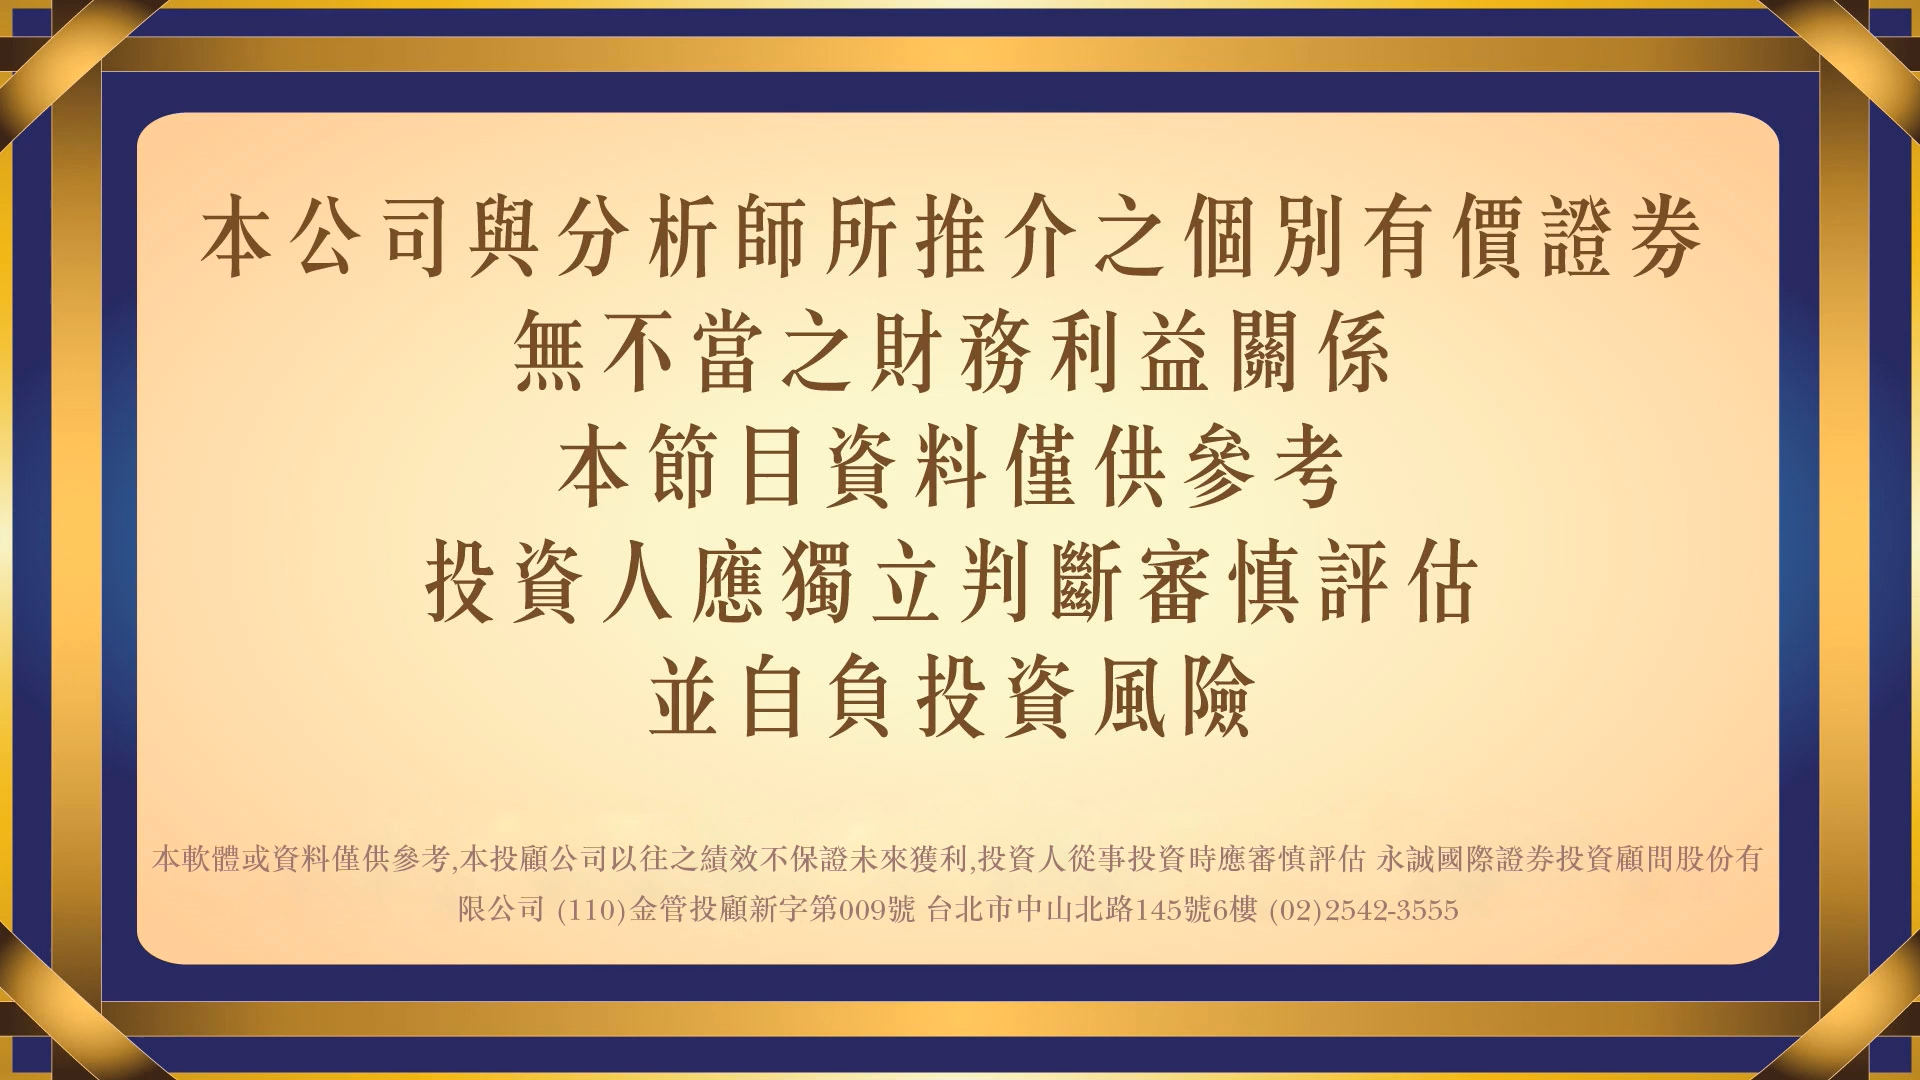 本公司與分析師所推介之個別有價證券
無不當之財務利益關係
本節目資料僅供參考
投資人應獨立判斷審慎評估
並自負投資風險
本軟體或資料僅供參考,本投顧公司以往之績效不保證未來獲利,投資人從事投資時應審慎評估 永誠國際證券投資顧問股份有
限公司 (110)金管投顧新字第009號 台北市中山北路145號6樓 (02)2542-3555